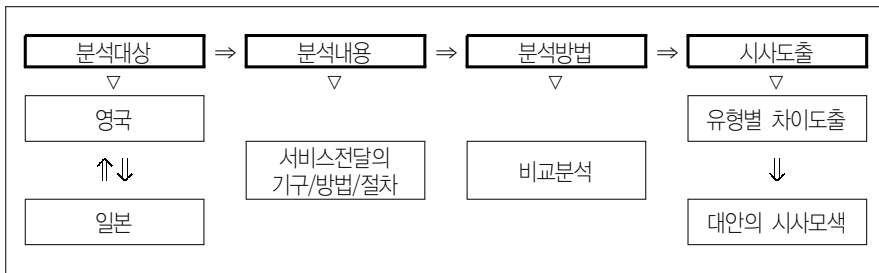 분석대상 ⇒ 분석내용 ⇒ 분석방법 ⇒ 시사도출
▽ ▽ ▽ ▽
영국
⇑⇓
일본
서비스전달의
기구/방법/절차
비교분석
유형별 차이도출
⇓
대안의 시사모색